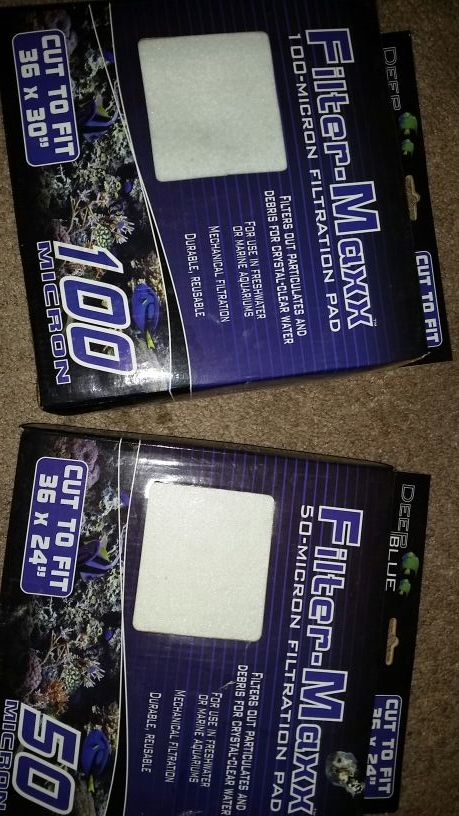 DEEP
CUT TO FIT
Filter-Maxx™
100-MICRON FILTRATION PAD
FILTERS OUT PARTICULATES AND
DEBRIS FOR CRYSTAL-CLEAR WATER
FOR USE IN FRESHWATER
OR MARINE AQUARIUMS
MECHANICAL FILTRATION
DURABLE, REUSABLE
CUT TO FIT
36 X 30"
100
MICRON
DEEP BLUE
CUT TO FIT
36 X 24"
Filter-Maxx
50-MICRON FILTRATION PAD
FILTERS OUT PARTICULATES AND
DEBRIS FOR CRYSTAL-CLEAR WATER
FOR USE IN FRESHWATER
OR MARINE AQUARIUMS
MECHANICAL FILTRATION
DURABLE, REUSABLE
CUT TO FIT
36 X 24"
50
MICRON